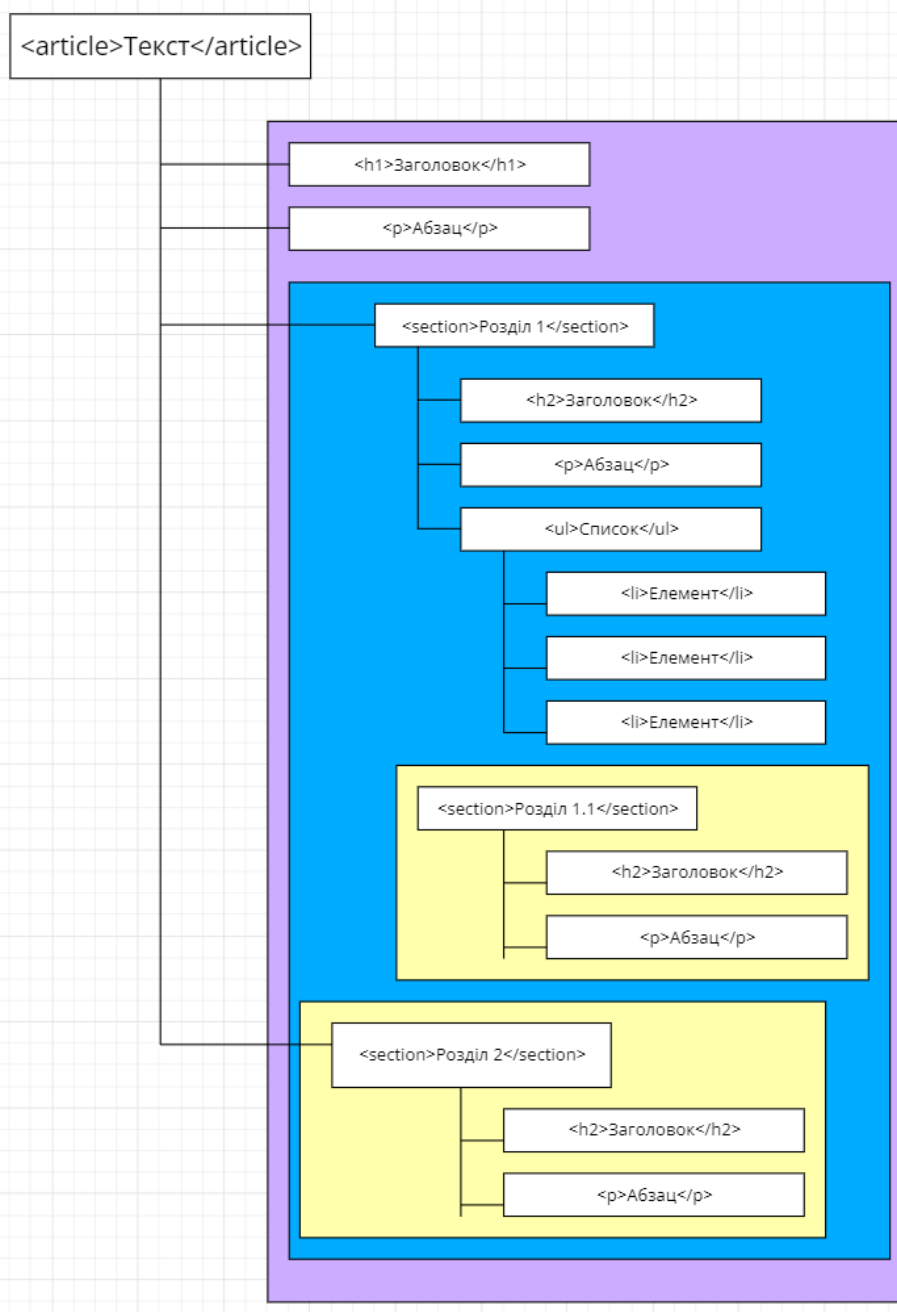 <article>Текст</article>
<h1>Заголовок</h1>
<p>Абзац</p>
<section>Розділ 1</section>
<h2>Заголовок</h2>
<p>Абзац</p>
<ul>Список</ul>
<li>Елемент</li>
<li>Елемент</li>
<li>Елемент</li>
<section>Розділ 1.1</section>
<h2>Заголовок</h2>
<p>Абзац</p>
<section>Розділ 2</section>
<h2>Заголовок</h2>
<p>Абзац</p>